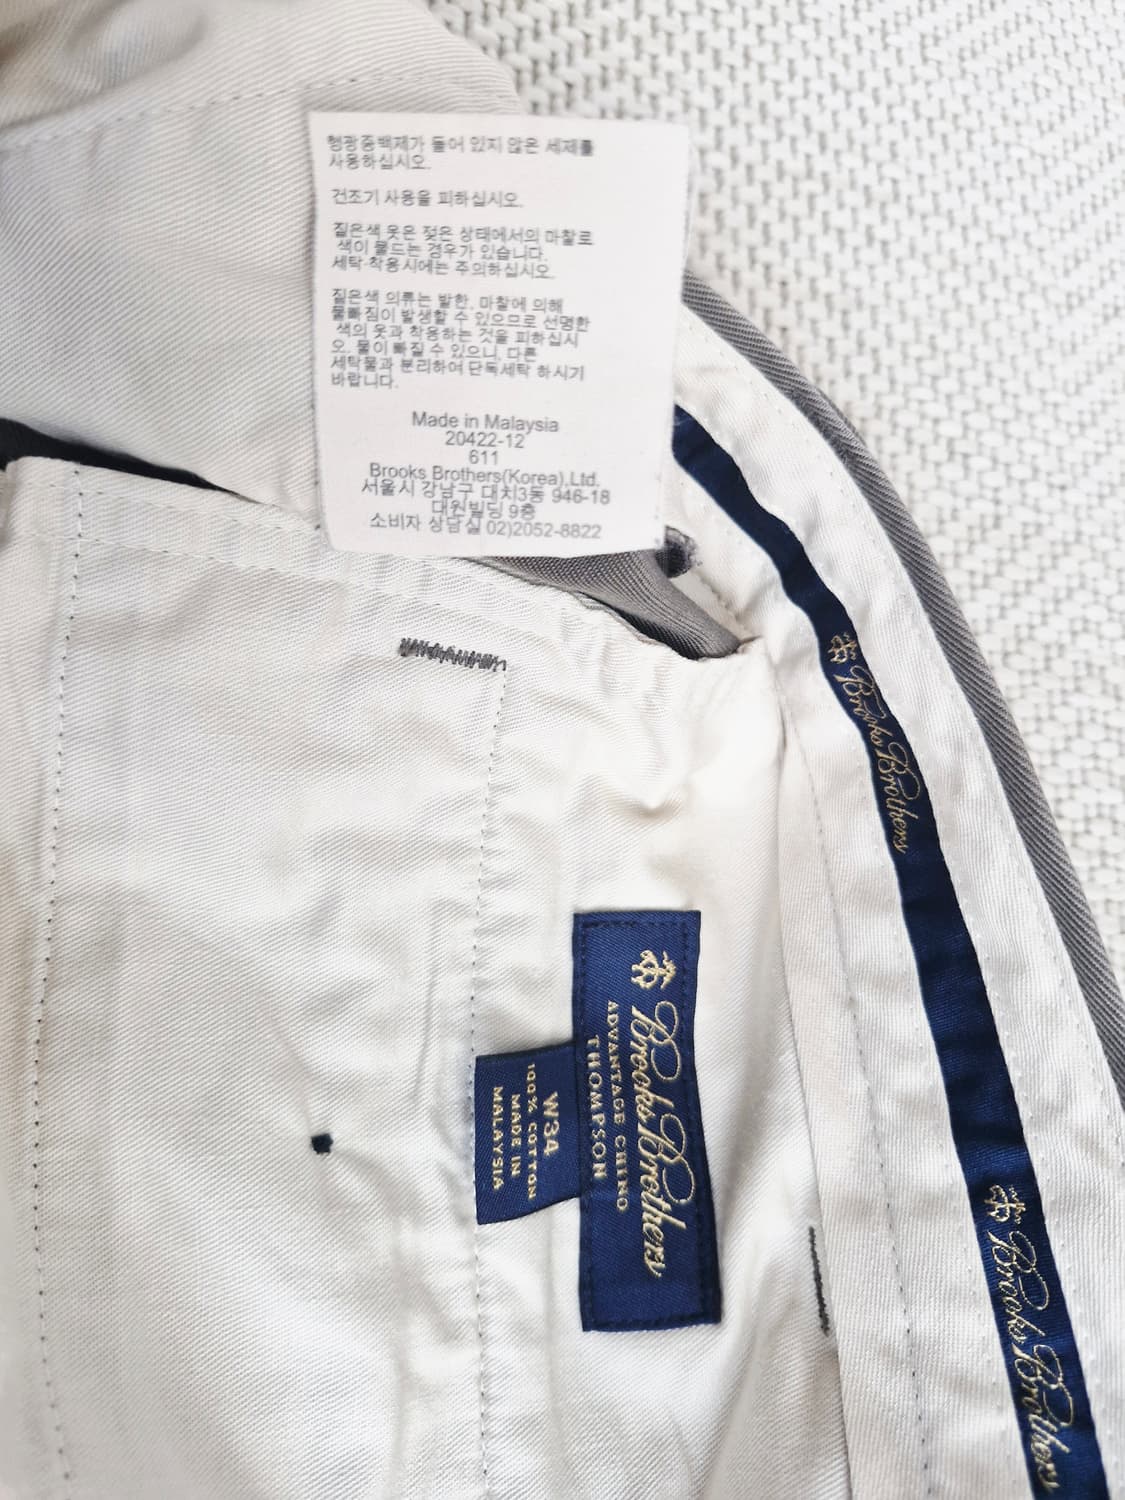 형광증백제가 들어 있지 않은 세제를
사용하십시오.
건조기 사용을 피하십시오.
짙은색 옷은 젖은 상태에서의 마찰로
색이 물드는 경우가 있습니다.
세탁 착용시에는 주의하십시오.
짙은색 의류는 발한, 마찰에 의해
물빠짐이 발생할 수 있으므로 선명한
색의 옷과 착용하는 것을 피하십시
오. 물이 빠질 수 있으니, 다른
세탁물과 분리하여 단독세탁 하시기
바랍니다.
Made in Malaysia
20422-12
611
Brooks Brothers(Korea),Ltd.
서울시 강남구 대치3동 946-18
대원빌딩 9층
소비자 상담실 02)2052-8822
Brooks Brothers
Brooks Brothers
ADVANTAGE CHINO
THOMPSON
W34
100% COTTON
MADE IN
MALAYSIA
Brooks Brothers